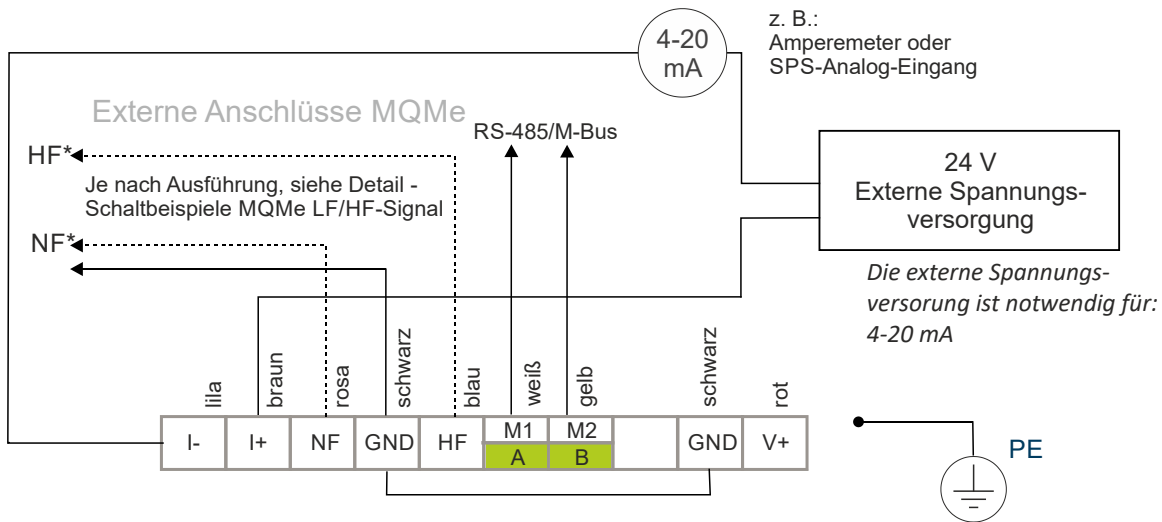 4-20
mA
z. B.:
Amperemeter oder
SPS-Analog-Eingang
Externe Anschlüsse MQMe
RS-485/M-Bus
HF*
Je nach Ausführung, siehe Detail -
Schaltbeispiele MQMe LF/HF-Signal
NF*
24 V
Externe Spannungs-
versorgung
Die externe Spannungs-
versorung ist notwendig für:
4-20 mA
lila
braun
rosa
schwarz
blau
weiß
gelb
schwarz
rot
I-
I+
NF
GND
HF
M1
M2
GND
V+
A
B
PE